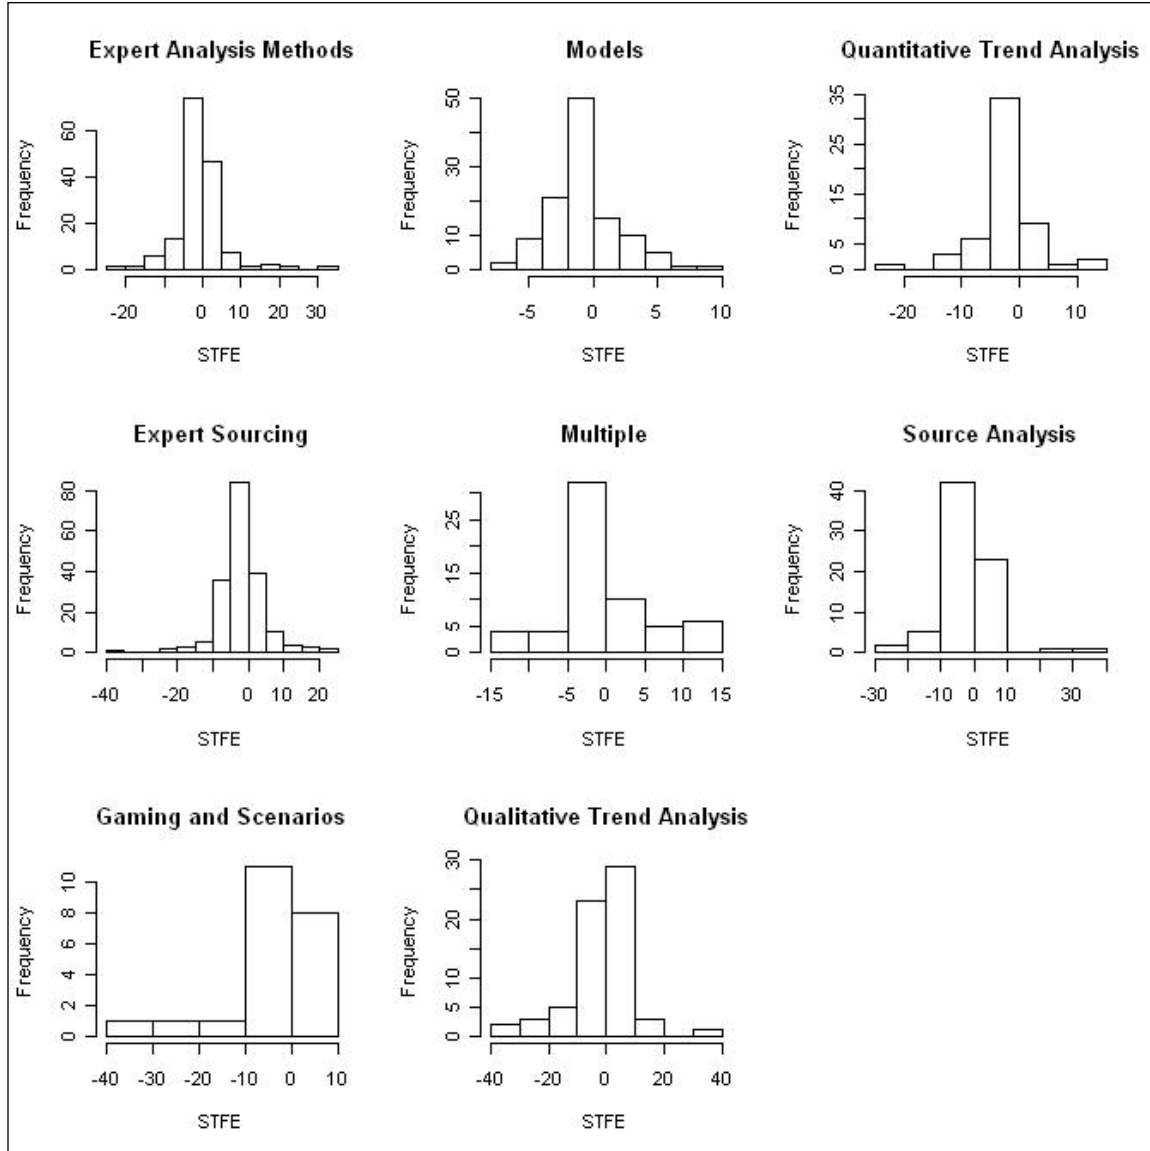 Expert Analysis Methods
Frequency
0 20 40 60
-20 0 10 20 30
STFE
Models
Frequency
10 30 50
-5 0 5 10
STFE
Quantitative Trend Analysis
Frequency
5 15 25 35
-20 -10 0 10
STFE
Expert Sourcing
Frequency
0 20 40 60 80
-40 -20 0 10 20
STFE
Multiple
Frequency
0 5 15 25
-15 -5 0 5 10 15
STFE
Source Analysis
Frequency
0 10 20 30 40
-30 -10 0 10 30
STFE
Gaming and Scenarios
Frequency
0 2 4 6 8 10
-40 -30 -20 -10 0 10
STFE
Qualitative Trend Analysis
Frequency
0 5 10 20 30
-40 -20 0 20 40
STFE